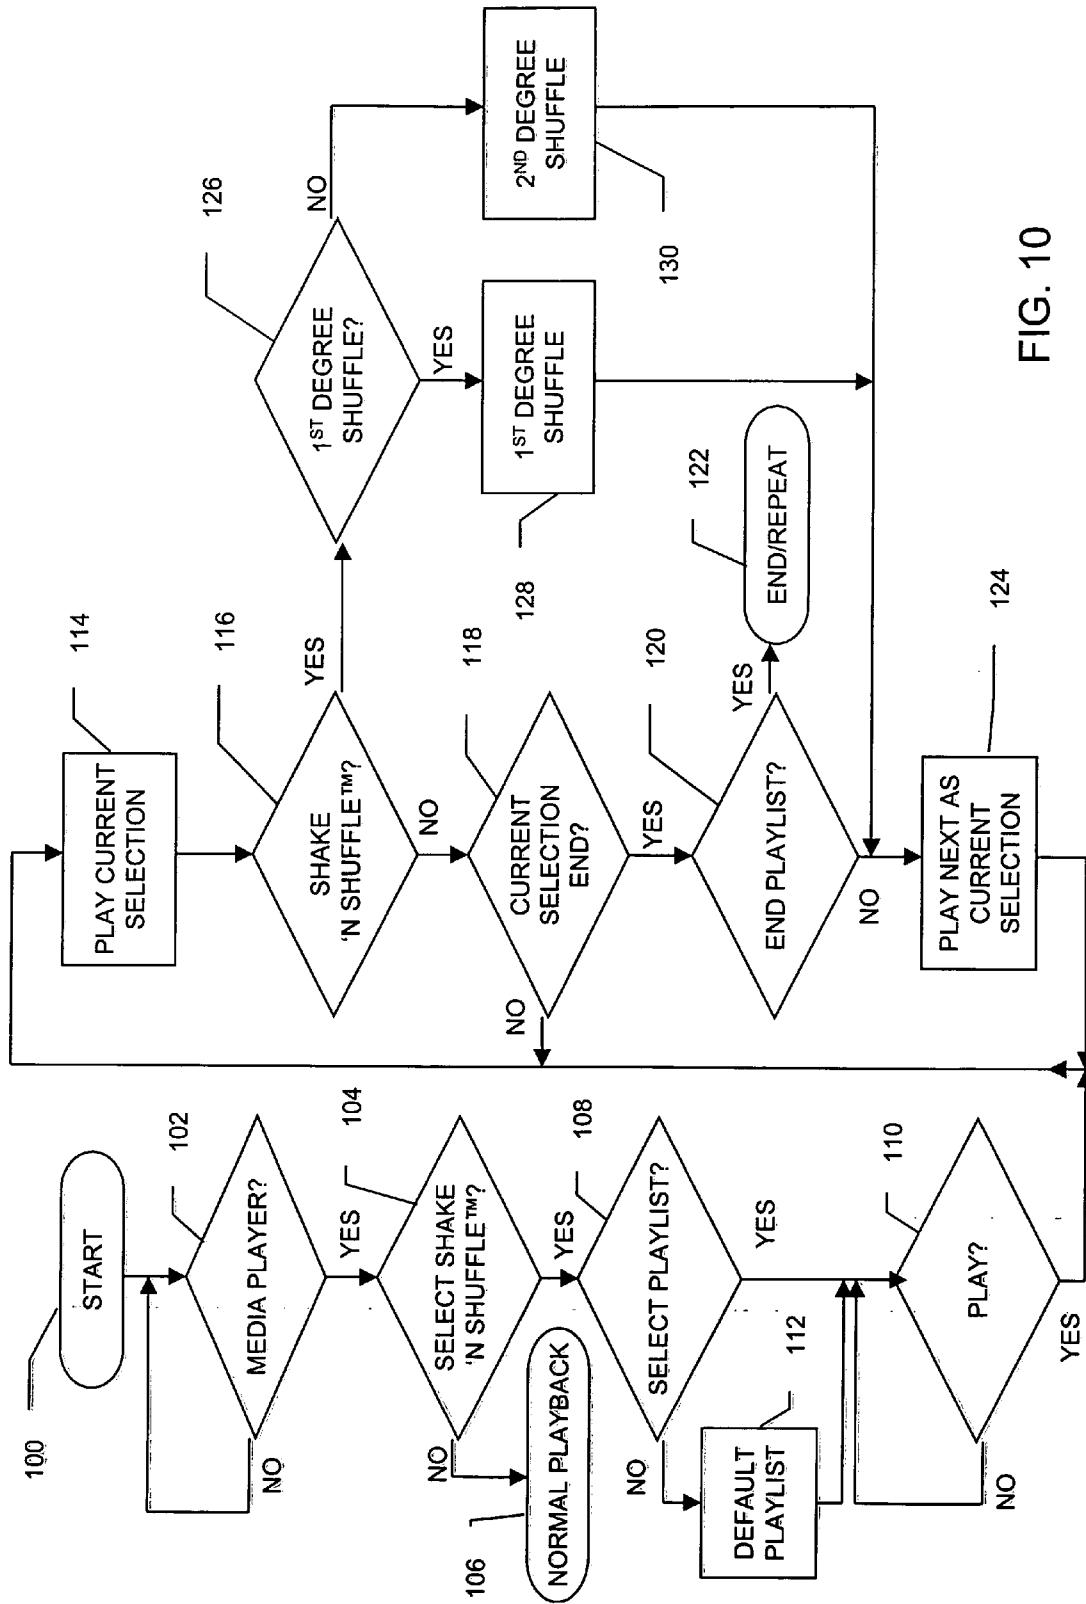 100
START
102
MEDIA PLAYER?
NO
YES
104
SELECT SHAKE
'N SHUFFLE™?
NO
106
NORMAL PLAYBACK
YES
108
SELECT PLAYLIST?
NO
112
DEFAULT
PLAYLIST
YES
110
PLAY?
NO
YES
114
PLAY CURRENT
SELECTION
116
SHAKE
'N SHUFFLE™?
YES
NO
118
CURRENT
SELECTION
END?
NO
YES
120
END PLAYLIST?
YES
122
END/REPEAT
NO
124
PLAY NEXT AS
CURRENT
SELECTION
126
1ST DEGREE
SHUFFLE?
NO
YES
128
1ST DEGREE
SHUFFLE
130
2ND DEGREE
SHUFFLE
FIG. 10